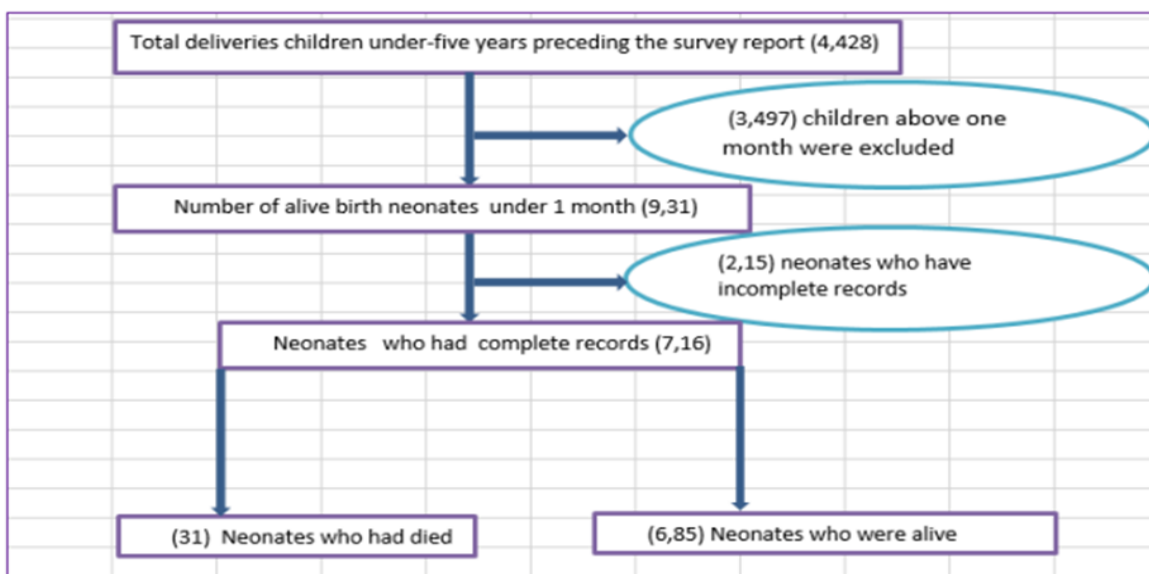 Total deliveries children under-five years preceding the survey report (4,428)
(3,497) children above one
month were excluded
Number of alive birth neonates under 1 month (9,31)
(2,15) neonates who have
incomplete records
Neonates who had complete records (7,16)
(31) Neonates who had died
(6,85) Neonates who were alive